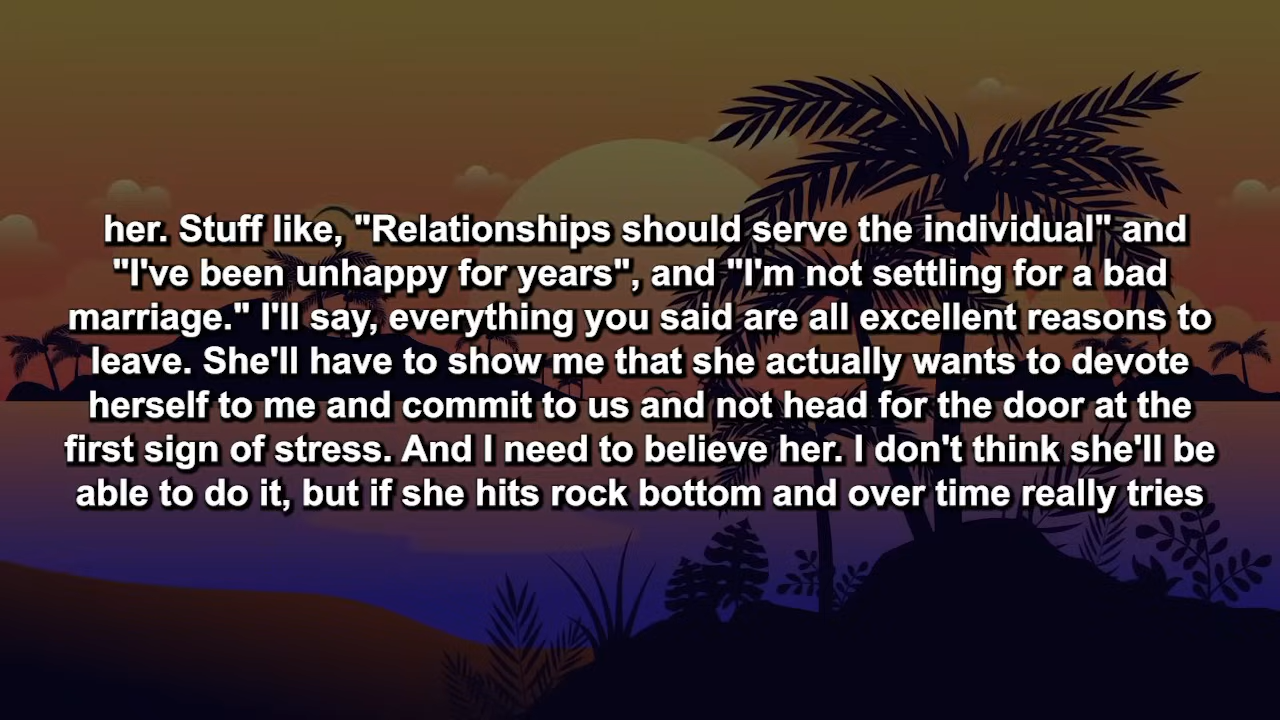 her. Stuff like, "Relationships should serve the individual" and
"I've been unhappy for years", and "I'm not settling for a bad
marriage." I'll say, everything you said are all excellent reasons to
leave. She'll have to show me that she actually wants to devote
herself to me and commit to us and not head for the door at the
first sign of stress. And I need to believe her. I don't think she'll be
able to do it, but if she hits rock bottom and over time really tries